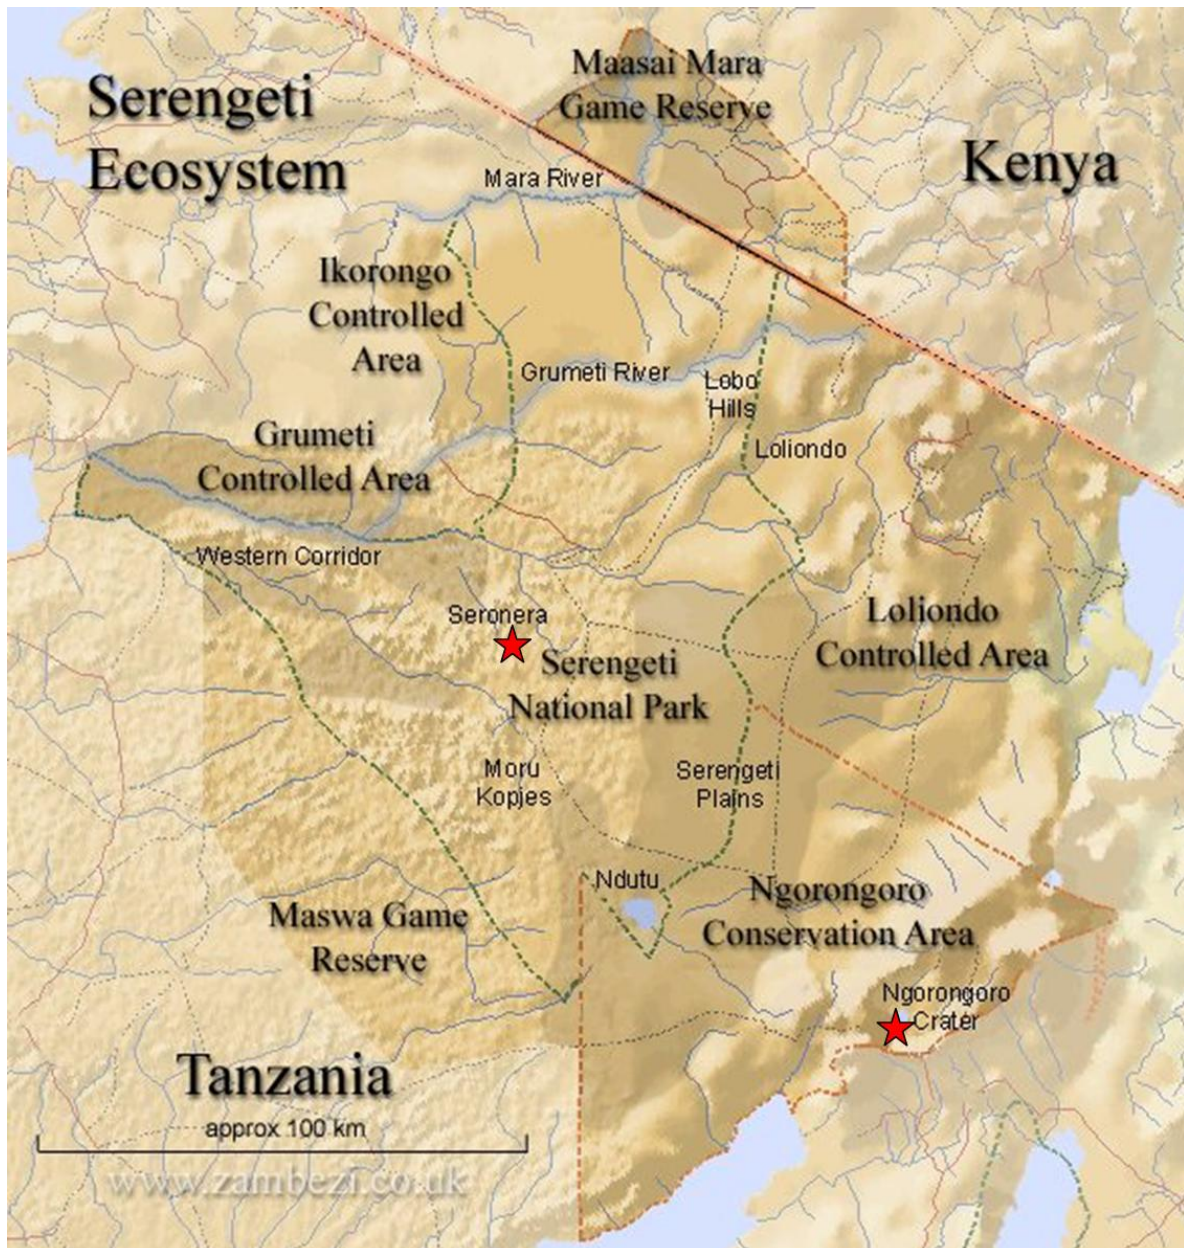 Serengeti
Ecosystem
Maasai Mara
Game Reserve
Kenya
Mara River
Ikorongo
Controlled
Area
Grumeti River
Lobo
Hills
Loliondo
Grumeti
Controlled Area
Western Corridor
Seronera
Serengeti
National Park
Loliondo
Controlled Area
Moru
Kopjes
Serengeti
Plains
Ndutu
Ngorongoro
Conservation Area
Maswa Game
Reserve
Ngorongoro
Crater
Tanzania
approx 100 km
www.zambezi.co.uk